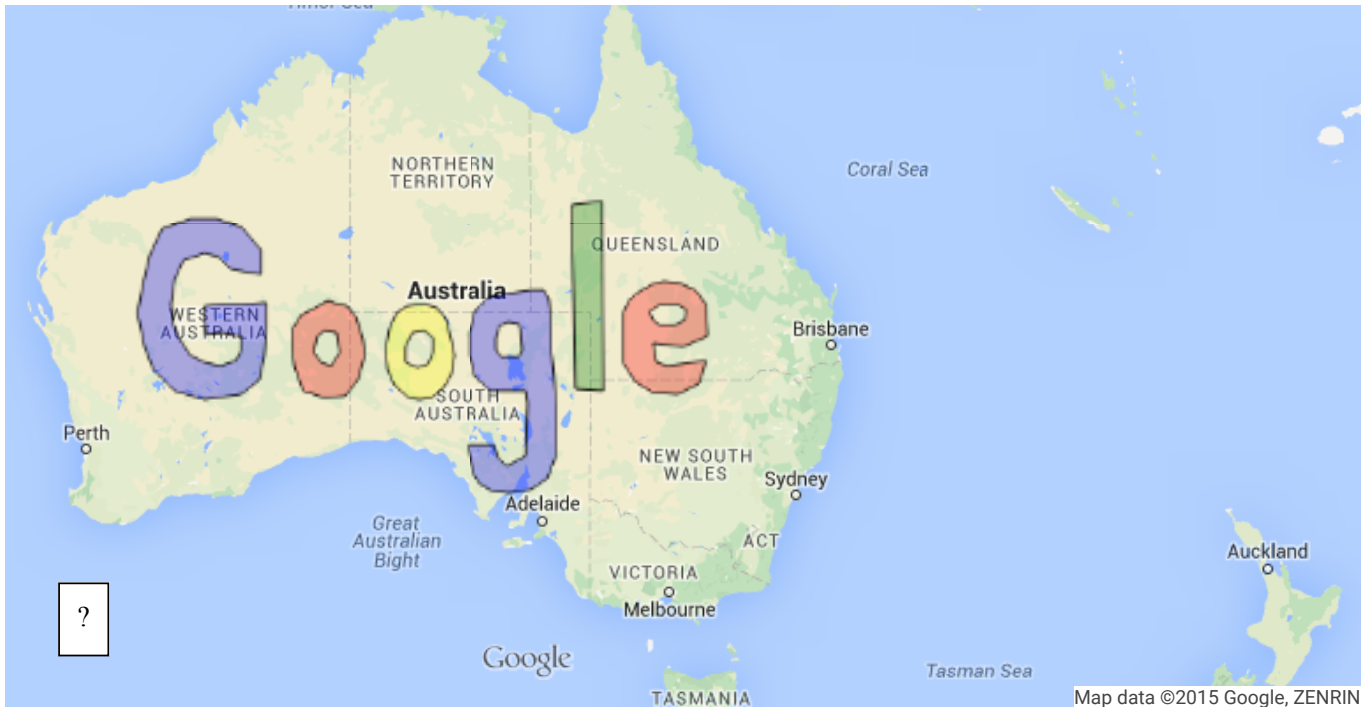 Timor Sea
NORTHERN
TERRITORY
Coral Sea
QUEENSLAND
Australia
Google
WESTERN
AUSTRALIA
Brisbane
SOUTH
AUSTRALIA
Perth
NEW SOUTH
WALES
Sydney
Adelaide
Great
Australian
Bight
ACT
Auckland
VICTORIA
Melbourne
?
Google
Tasman Sea
TASMANIA
Map data ©2015 Google, ZENRIN